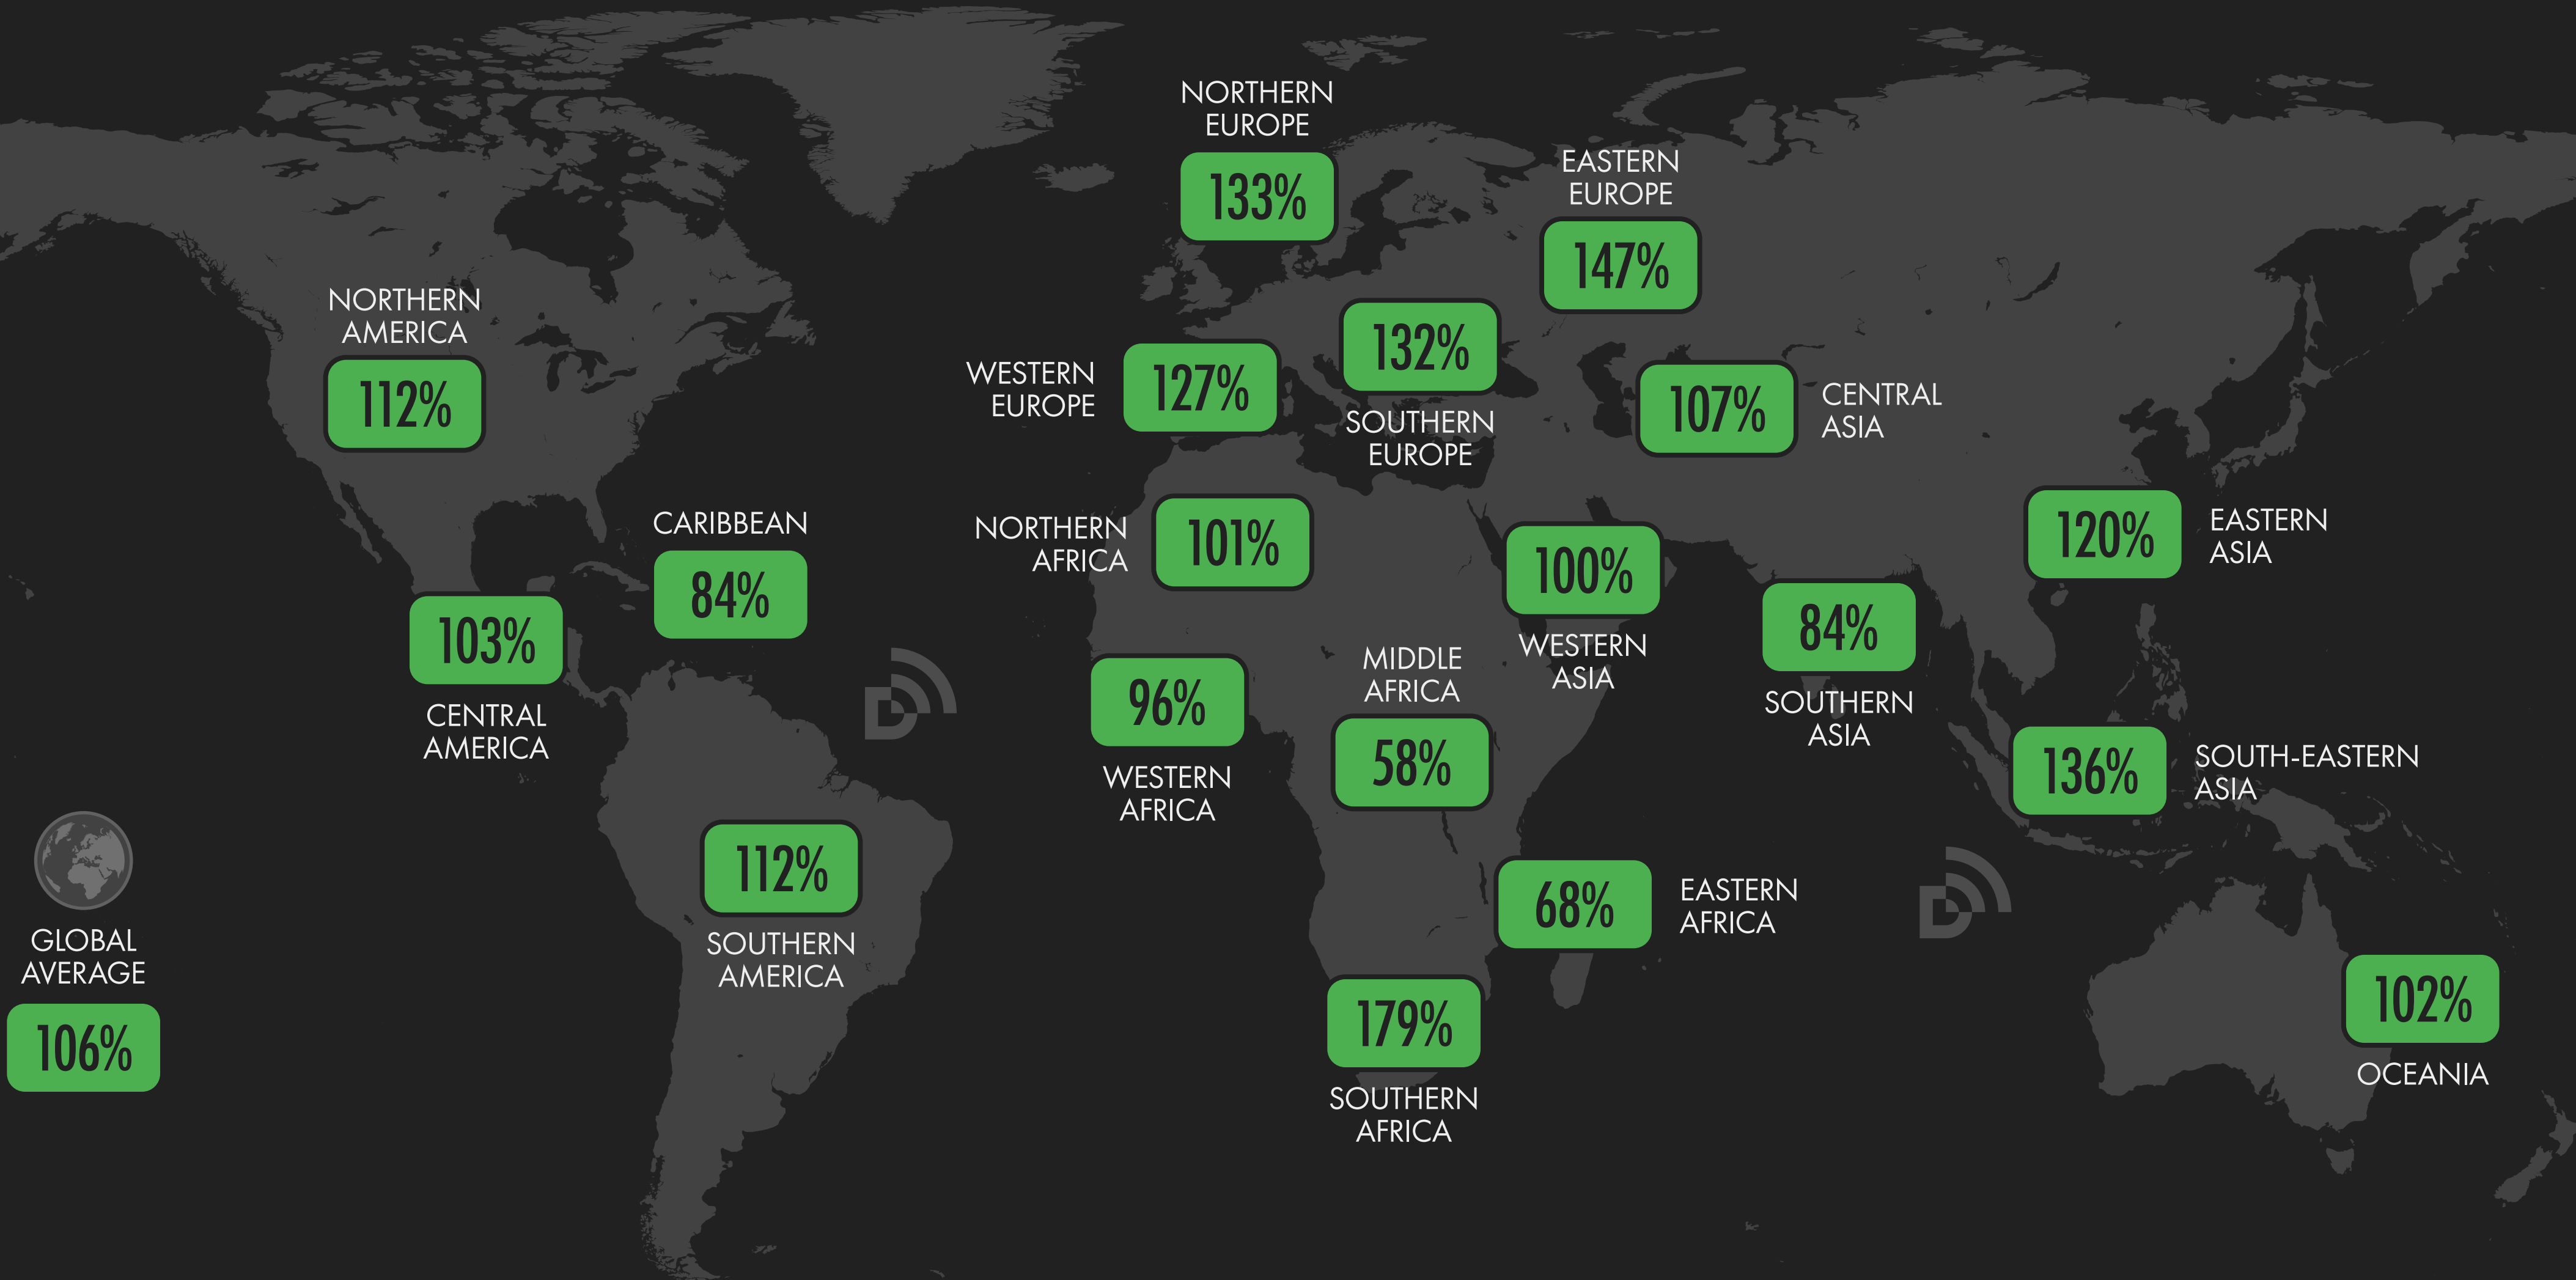 NORTHERN
EUROPE
133%
EASTERN
EUROPE
147%
NORTHERN
AMERICA
112%
WESTERN
EUROPE
127%
132%
SOUTHERN
EUROPE
107%
CENTRAL
ASIA
CARIBBEAN
84%
NORTHERN
AFRICA
101%
100%
WESTERN
ASIA
120%
EASTERN
ASIA
103%
CENTRAL
AMERICA
84%
SOUTHERN
ASIA
96%
WESTERN
AFRICA
MIDDLE
AFRICA
58%
136%
SOUTH-EASTERN
ASIA
112%
SOUTHERN
AMERICA
68%
EASTERN
AFRICA
GLOBAL
AVERAGE
106%
179%
SOUTHERN
AFRICA
102%
OCEANIA